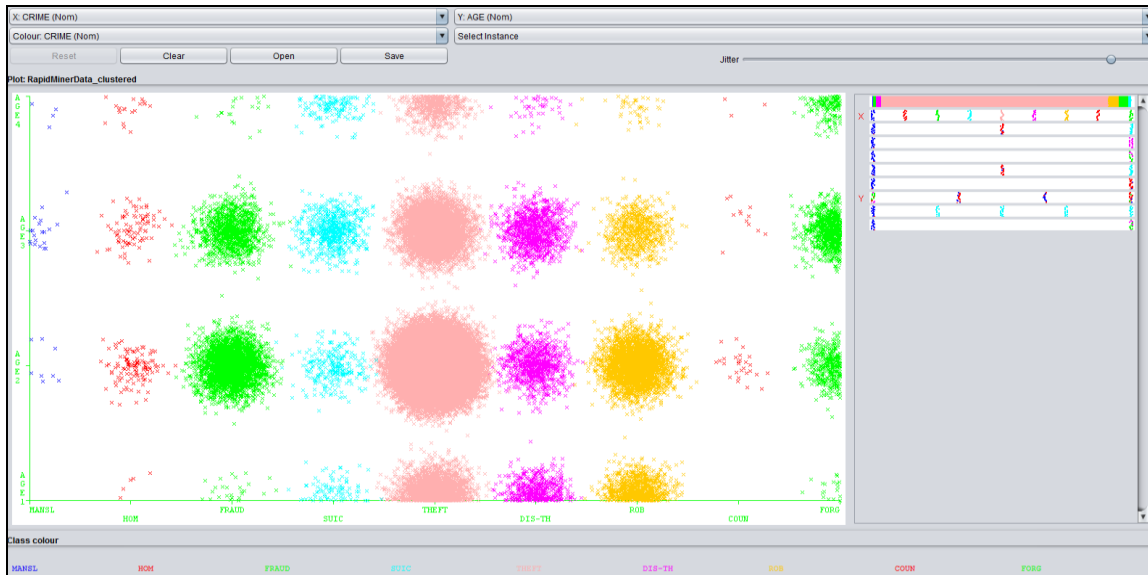 X: CRIME (Nom)
Y: AGE (Nom)
Colour: CRIME (Nom)
Select Instance
Reset
Clear
Open
Save
Jitter
Plot: RapidMinerData_clustered
AGE4
AGE3
AGE2
AGE1
MANSL
HOM
FRAUD
SUIC
THEFT
DIS-TH
ROB
COUN
FORG
X
Y
Class colour
MANSL
HOM
FRAUD
SUIC
THEFT
DIS-TH
ROB
COUN
FORG